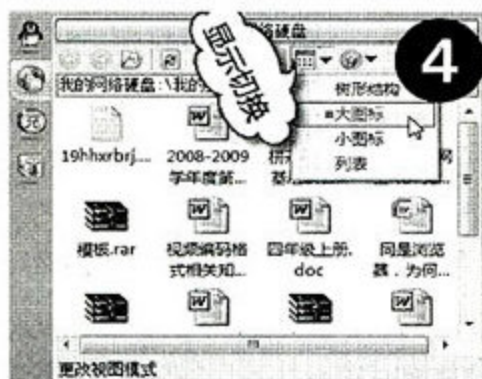 络硬盘
4
显示切换
我的网络硬盘:\我的
树形结构
大图标
小图标
列表
19hhxrbrj....
2008-2009
学年度第...
模板.rar
视频编码格
式相关知...
四年级上册.
doc
同是浏览
器，为何...
更改视图模式